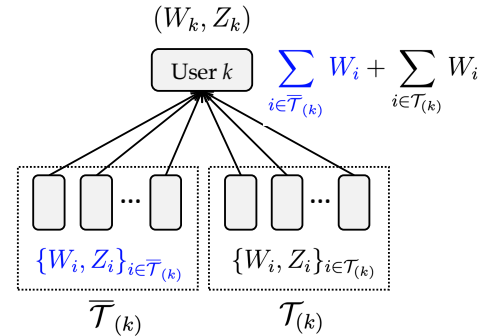 (W_k, Z_k)
User k
∑_{i∈\overline{𝒯}_{(k)}} W_i + ∑_{i∈𝒯_{(k)}} W_i
... ...
{W_i, Z_i}_{i∈\overline{𝒯}_{(k)}} {W_i, Z_i}_{i∈𝒯_{(k)}}
\overline{𝒯}_{(k)} 𝒯_{(k)}